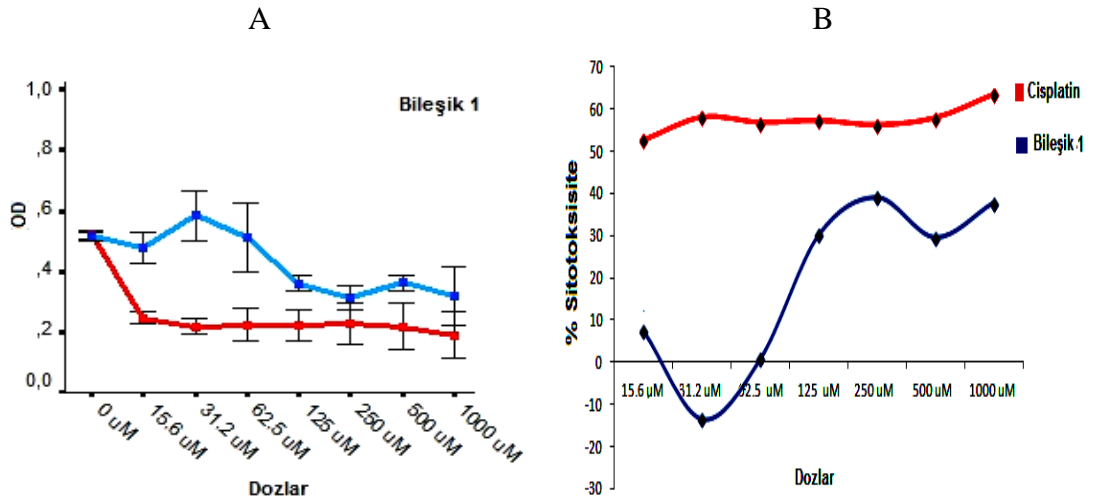 A
B
Bileşik 1
OD
1,0
,8
,6
,4
,2
0,0
0 uM
15.6 uM
31.2 uM
62.5 uM
125 uM
250 uM
500 uM
1000 uM
Dozlar
% Sitotoksisite
70
60
50
40
30
20
10
0
-10
-20
-30
15.6 uM
31.2 uM
62.5 uM
125 uM
250 uM
500 uM
1000 uM
Dozlar
Cisplatin
Bileşik 1